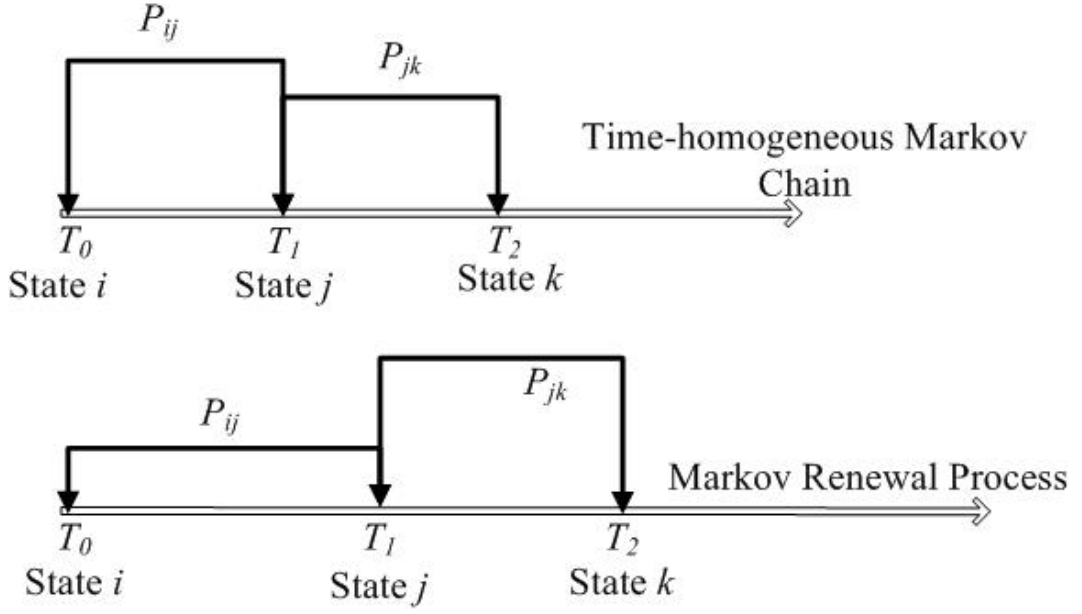 P_ij
P_jk
Time-homogeneous Markov
Chain
T_0 T_1 T_2
State i State j State k
P_jk
P_ij
Markov Renewal Process
T_0 T_1 T_2
State i State j State k